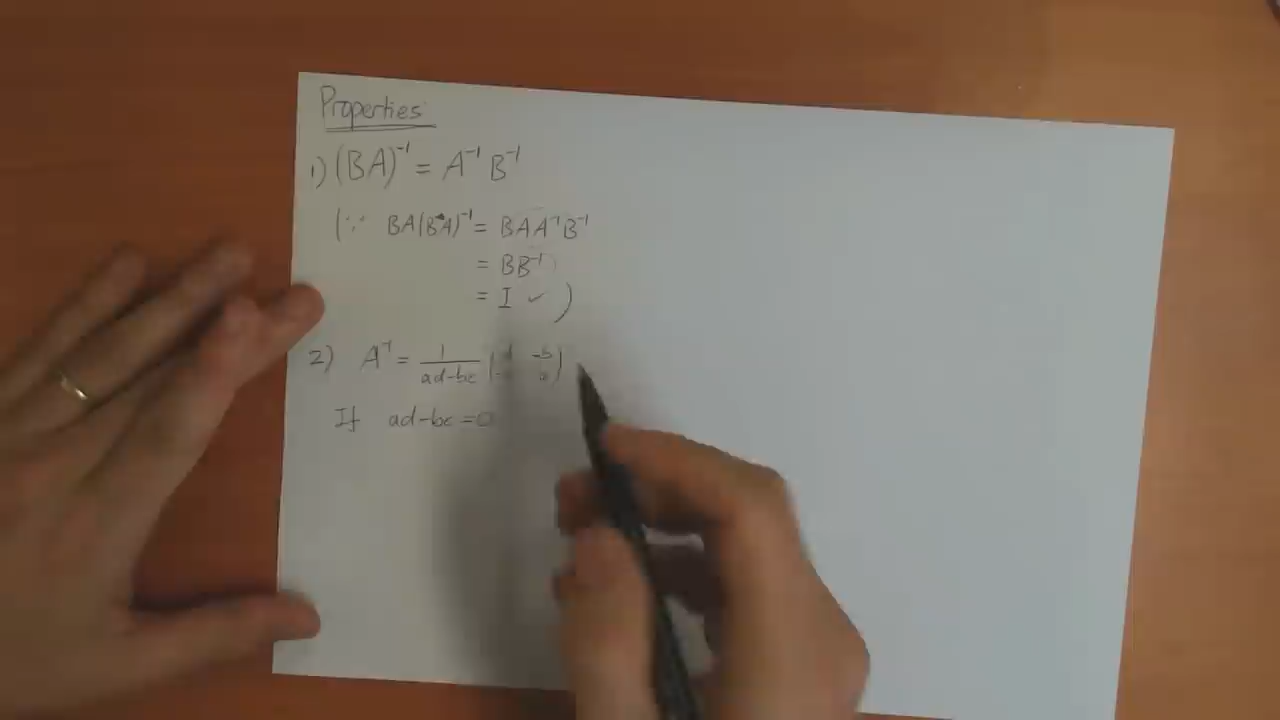 Properties
1) (BA)⁻¹ = A⁻¹ B⁻¹
(∵ BA(BA)⁻¹ = BAA⁻¹B⁻¹
= BB⁻¹
= I ✓ )
2) A⁻¹ = 1/(ad-bc) (d -b a)
If ad-bc=0